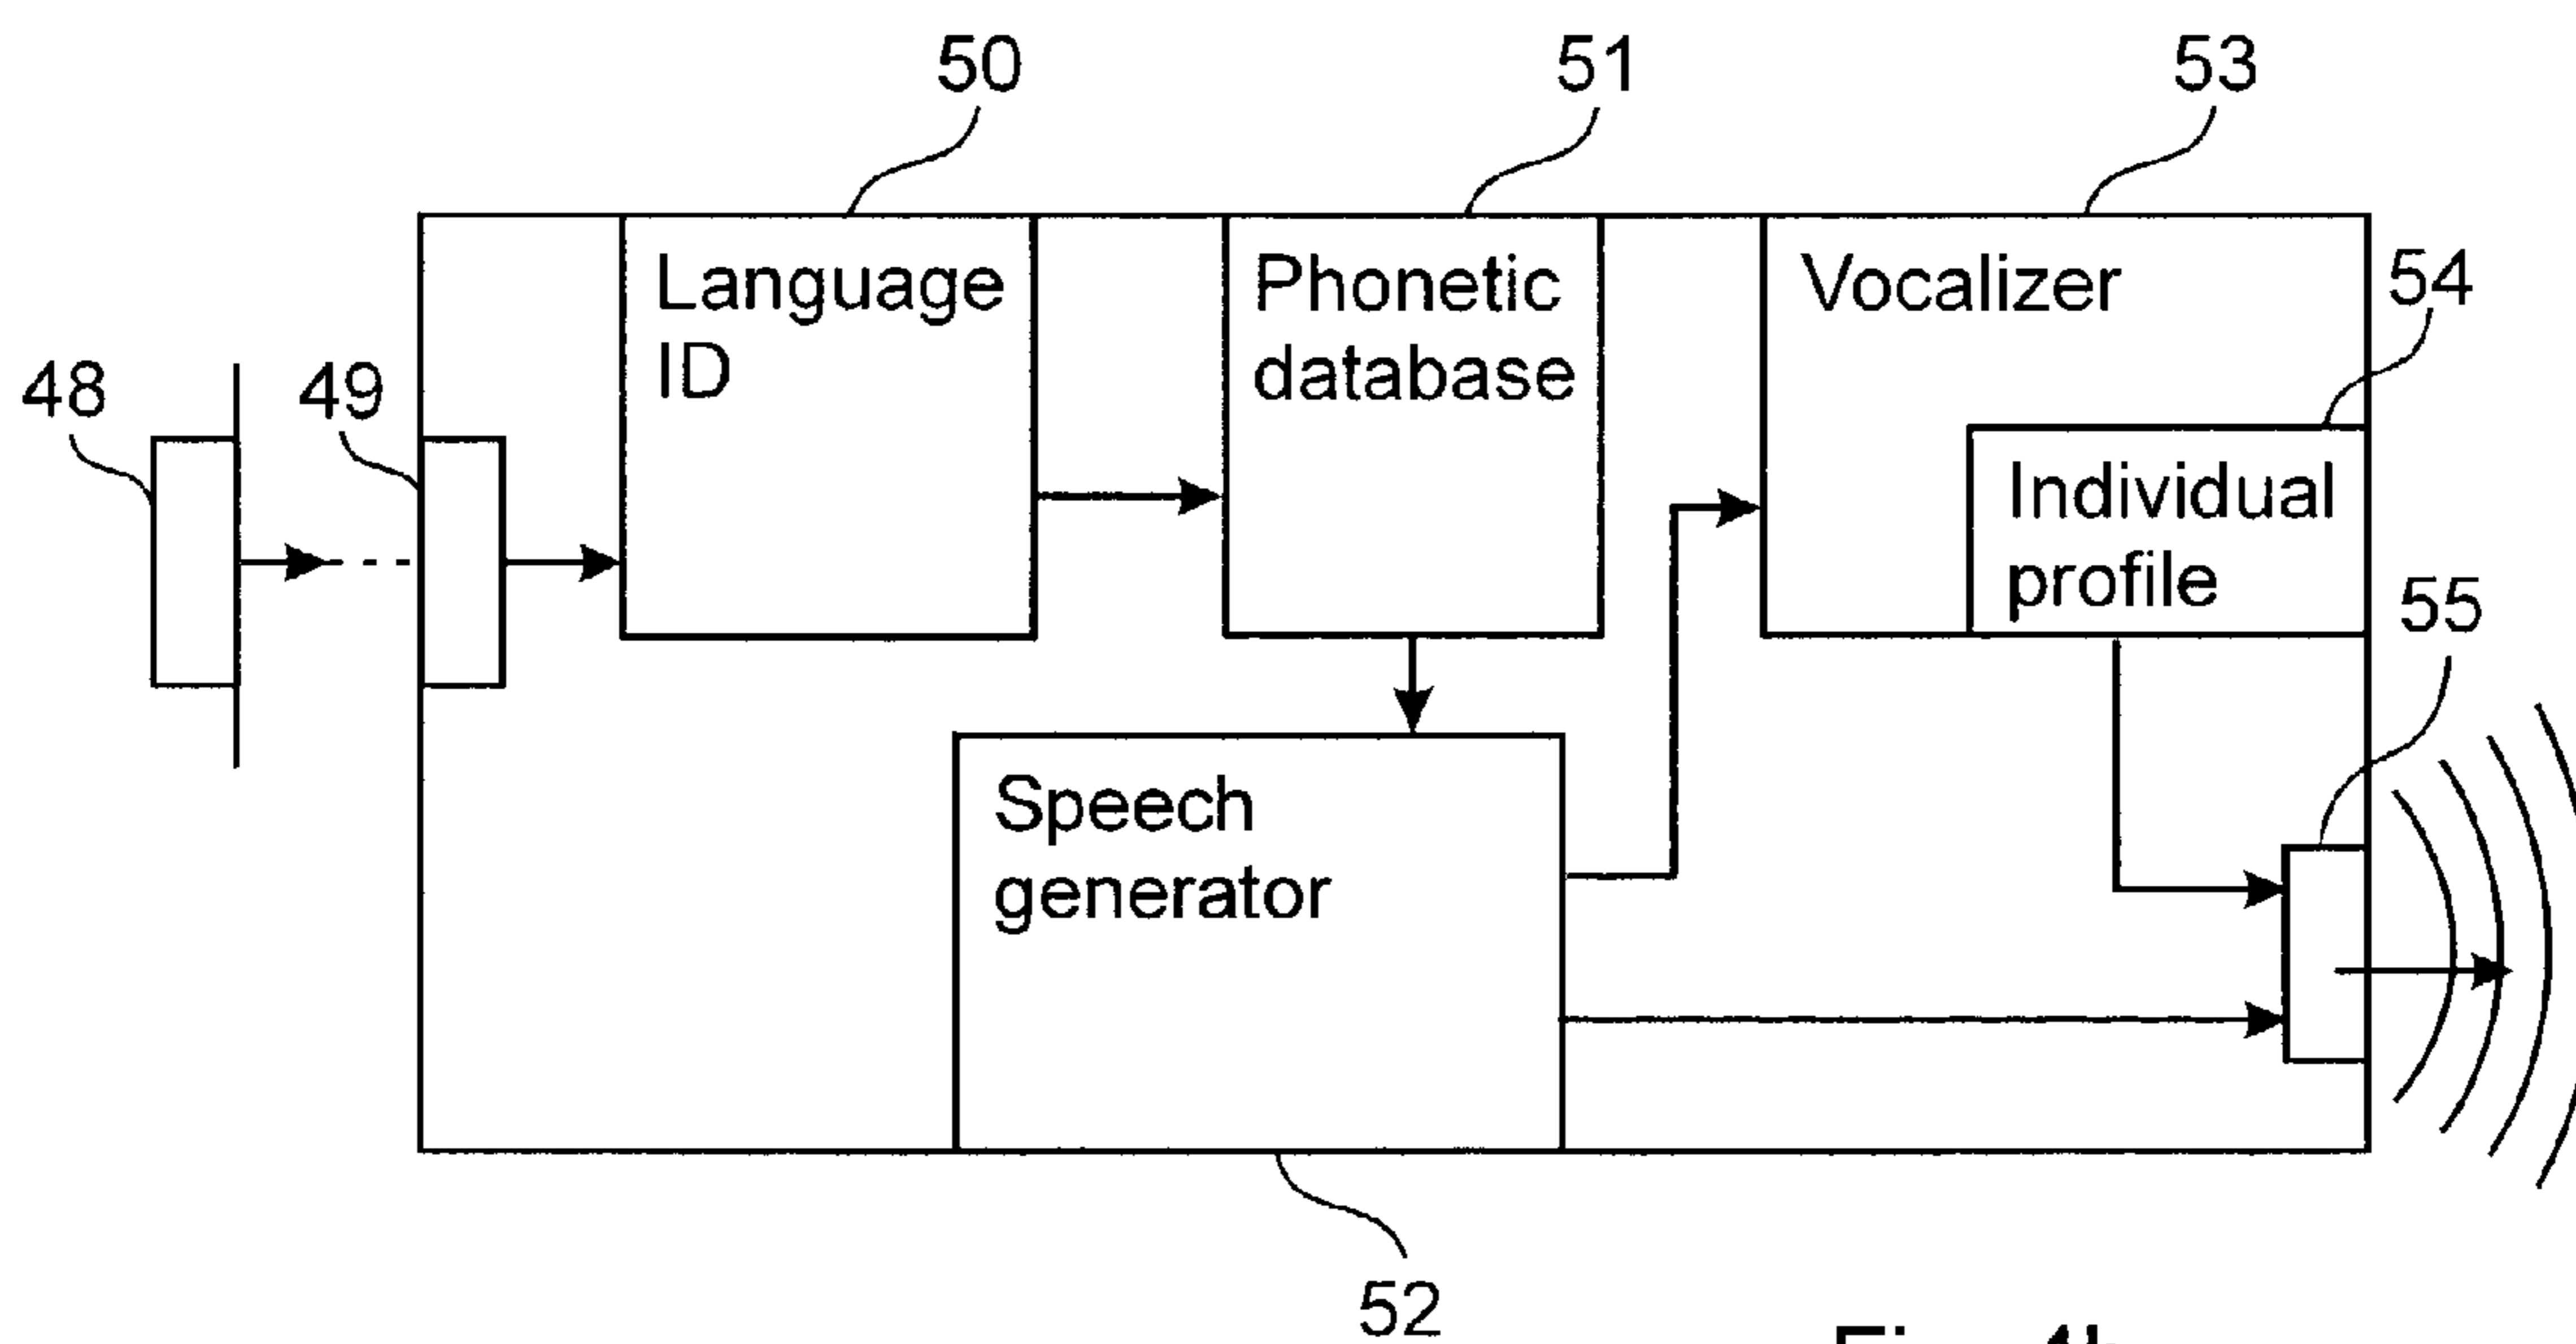 50
51
53
Language
ID
Phonetic
database
Vocalizer
54
48
49
Individual
profile
55
Speech
generator
52